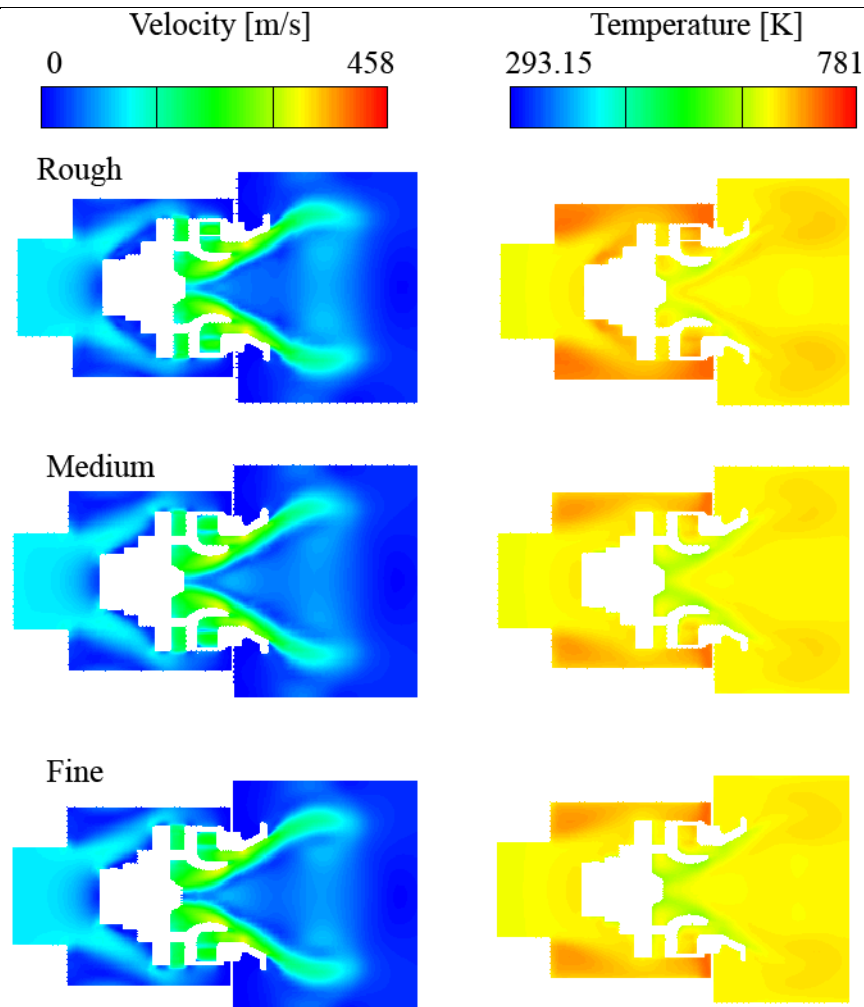 Velocity [m/s]
Temperature [K]
0
458
293.15
781
Rough
Medium
Fine